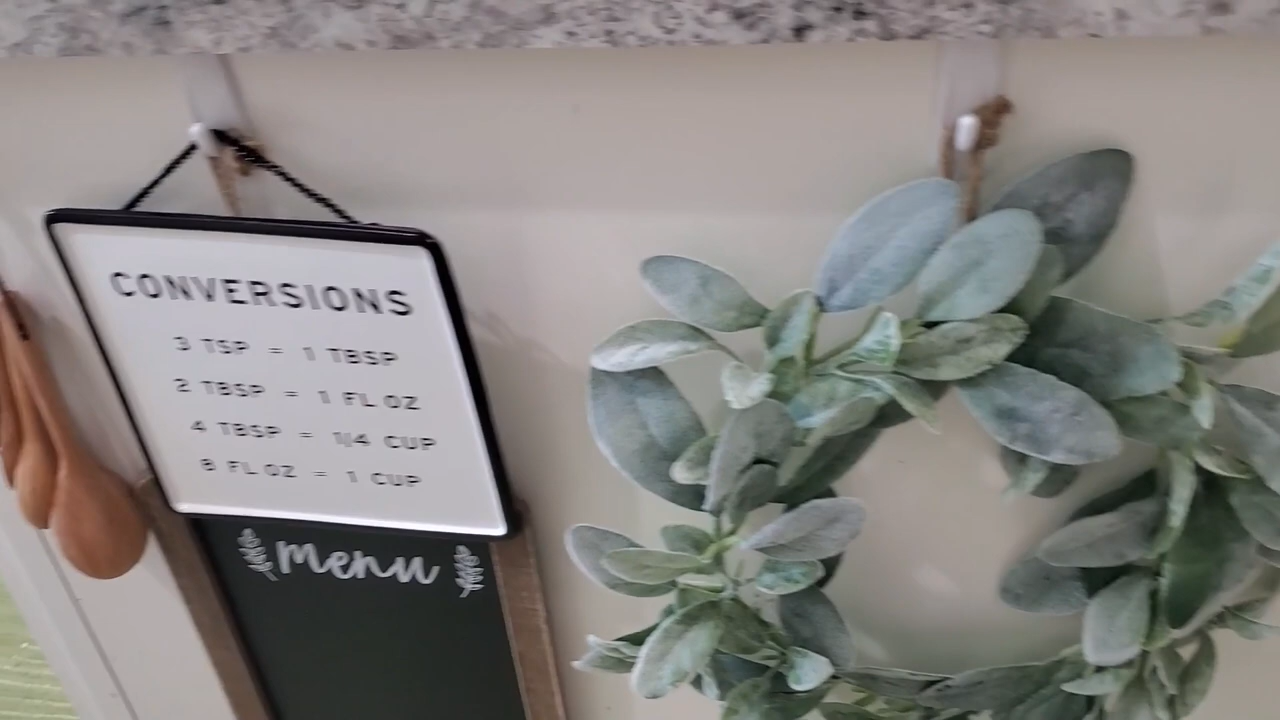 CONVERSIONS
3 TSP = 1 TBSP
2 TBSP = 1 FL OZ
4 TBSP = 1/4 CUP
8 FL OZ = 1 CUP
Menu